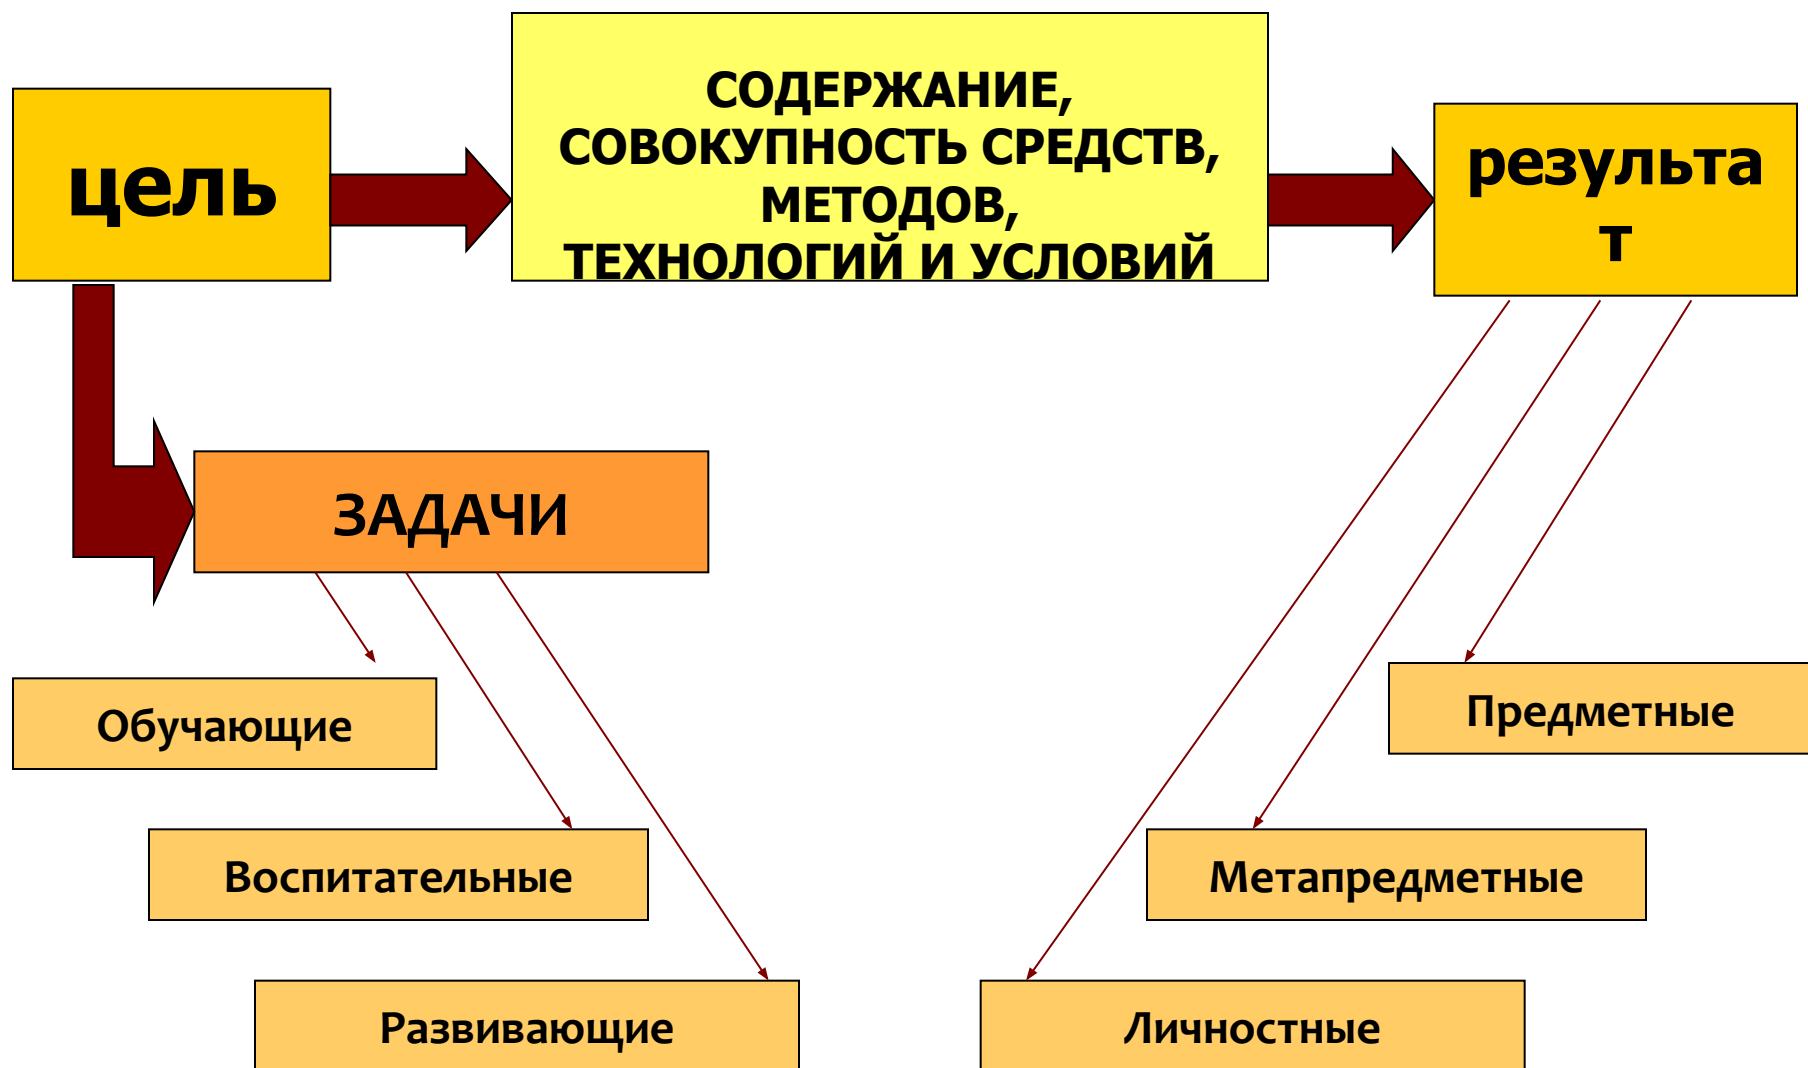 цель
СОДЕРЖАНИЕ,
СОВОКУПНОСТЬ СРЕДСТВ,
МЕТОДОВ,
ТЕХНОЛОГИЙ И УСЛОВИЙ
результа
т
ЗАДАЧИ
Обучающие
Воспитательные
Развивающие
Предметные
Метапредметные
Личностные